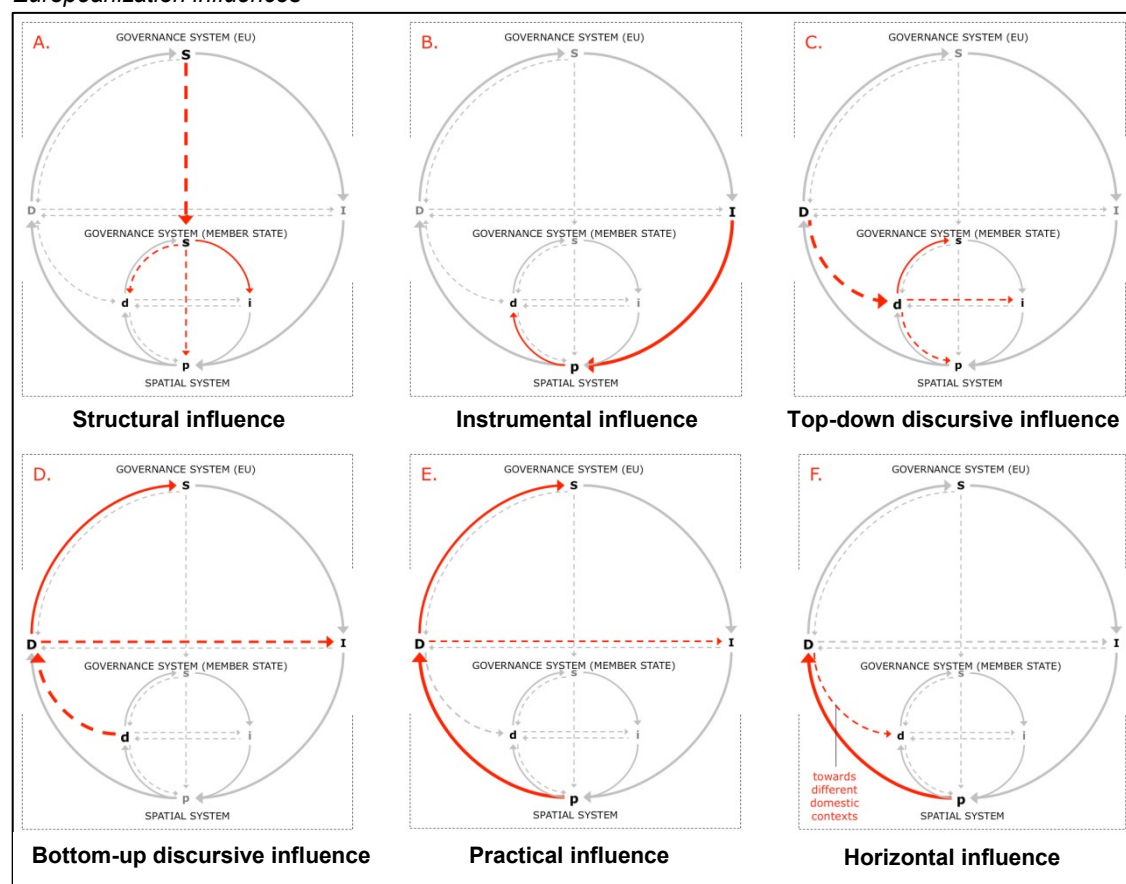 Europeanization influences
A.
GOVERNANCE SYSTEM (EU)
S
D
I
GOVERNANCE SYSTEM (MEMBER STATE)
s
d
i
p
SPATIAL SYSTEM
Structural influence
B.
GOVERNANCE SYSTEM (EU)
S
D
I
GOVERNANCE SYSTEM (MEMBER STATE)
s
d
i
p
SPATIAL SYSTEM
Instrumental influence
C.
GOVERNANCE SYSTEM (EU)
S
D
I
GOVERNANCE SYSTEM (MEMBER STATE)
s
d
i
p
SPATIAL SYSTEM
Top-down discursive influence
D.
GOVERNANCE SYSTEM (EU)
S
D
I
GOVERNANCE SYSTEM (MEMBER STATE)
s
d
i
p
SPATIAL SYSTEM
Bottom-up discursive influence
E.
GOVERNANCE SYSTEM (EU)
S
D
I
GOVERNANCE SYSTEM (MEMBER STATE)
s
d
i
p
SPATIAL SYSTEM
Practical influence
F.
GOVERNANCE SYSTEM (EU)
S
D
I
GOVERNANCE SYSTEM (MEMBER STATE)
s
d
i
towards
different
domestic
contexts
p
SPATIAL SYSTEM
Horizontal influence